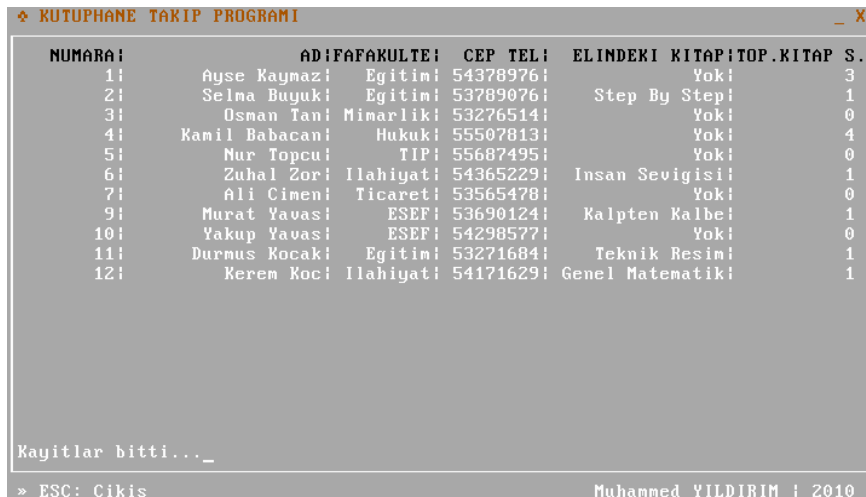 KUTUPHANE TAKIP PROGRAMI _ X
NUMARA¦ AD¦FAFAKULTE¦ CEP TEL¦ ELINDEKI KITAP¦TOP.KITAP S.
1¦ Ayse Kaymaz¦ Egitim¦ 54378976¦ Yok¦ 3
2¦ Selma Buyuk¦ Egitim¦ 53789076¦ Step By Step¦ 1
3¦ Osman Tan¦ Mimarlik¦ 53276514¦ Yok¦ 0
4¦ Kamil Babacan¦ Hukuk¦ 55507813¦ Yok¦ 4
5¦ Nur Topcu¦ TIP¦ 55687495¦ Yok¦ 0
6¦ Zuhal Zor¦ Ilahiyat¦ 54365229¦ Insan Sevigisi¦ 1
7¦ Ali Cimen¦ Ticaret¦ 53565478¦ Yok¦ 0
9¦ Murat Yavas¦ ESEF¦ 53690124¦ Kalpten Kalbe¦ 1
10¦ Yakup Yavas¦ ESEF¦ 54298577¦ Yok¦ 0
11¦ Durmus Kocak¦ Egitim¦ 53271684¦ Teknik Resim¦ 1
12¦ Kerem Koc¦ Ilahiyat¦ 54171629¦ Genel Matematik¦ 1
Kayitlar bitti..._
» ESC: Cikis Muhammed YILDIRIM ¦ 2010